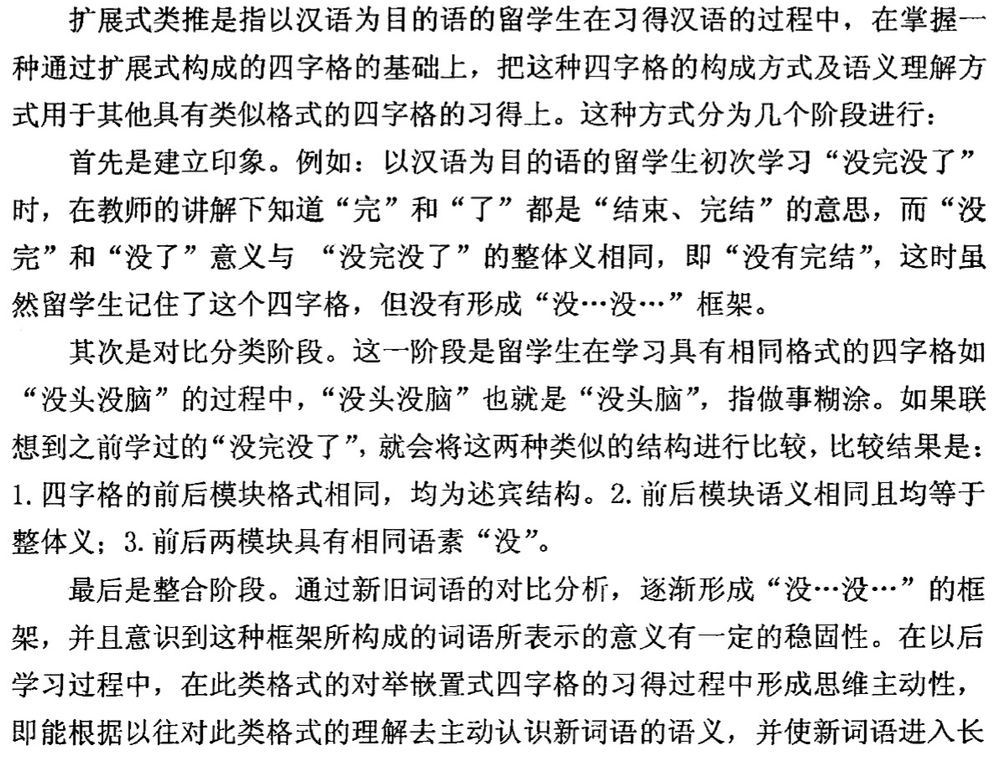 扩展式类推是指以汉语为目的语的留学生在习得汉语的过程中，在掌握一
种通过扩展式构成的四字格的基础上，把这种四字格的构成方式及语义理解方
式用于其他具有类似格式的四字格的习得上。这种方式分为几个阶段进行：
首先是建立印象。例如：以汉语为目的语的留学生初次学习“没完没了”
时，在教师的讲解下知道“完”和“了”都是“结束、完结”的意思，而“没
完”和“没了”意义与 “没完没了”的整体义相同，即“没有完结”，这时虽
然留学生记住了这个四字格，但没有形成“没…没…”框架。
其次是对比分类阶段。这一阶段是留学生在学习具有相同格式的四字格如
“没头没脑”的过程中，“没头没脑”也就是“没头脑”，指做事糊涂。如果联
想到之前学过的“没完没了”，就会将这两种类似的结构进行比较，比较结果是：
1.四字格的前后模块格式相同，均为述宾结构。2.前后模块语义相同且均等于
整体义；3.前后两模块具有相同语素“没”。
最后是整合阶段。通过新旧词语的对比分析，逐渐形成“没…没…”的框
架，并且意识到这种框架所构成的词语所表示的意义有一定的稳固性。在以后
学习过程中，在此类格式的对举嵌置式四字格的习得过程中形成思维主动性，
即能根据以往对此类格式的理解去主动认识新词语的语义，并使新词语进入长